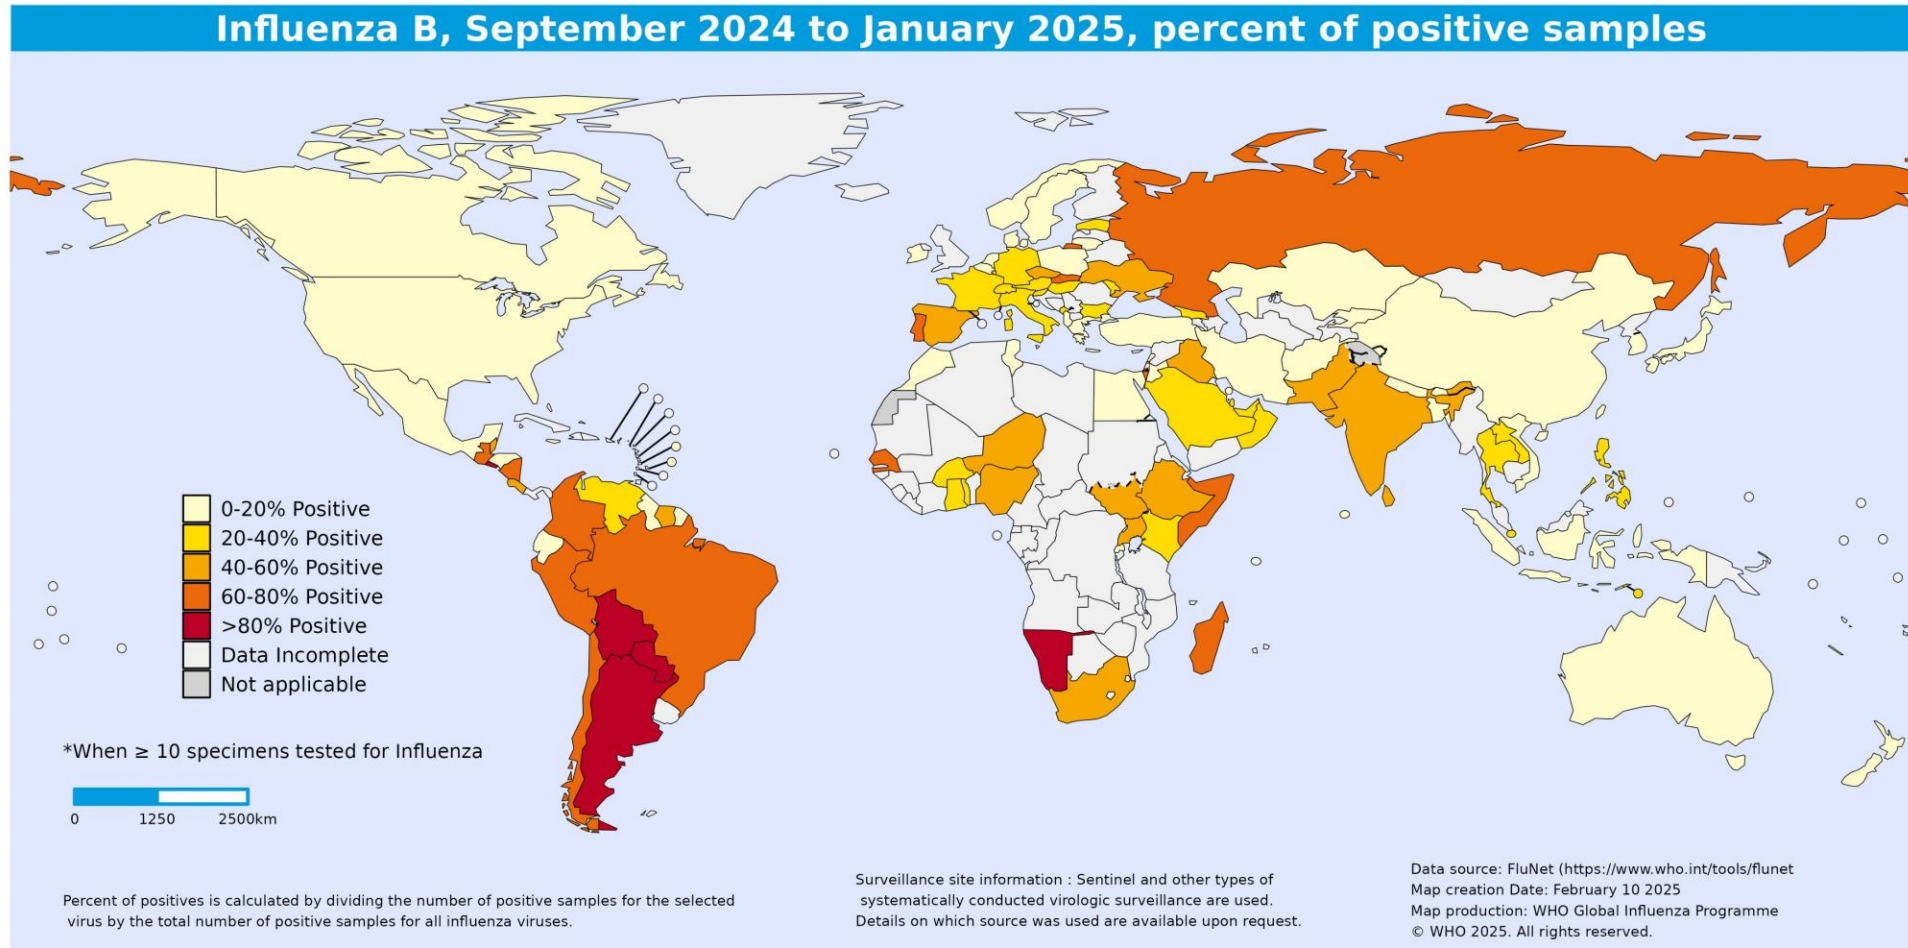 Influenza B, September 2024 to January 2025, percent of positive samples
0-20% Positive
20-40% Positive
40-60% Positive
60-80% Positive
>80% Positive
Data Incomplete
Not applicable
*When ≥ 10 specimens tested for Influenza
0 1250 2500km
Percent of positives is calculated by dividing the number of positive samples for the selected
virus by the total number of positive samples for all influenza viruses.
Surveillance site information : Sentinel and other types of
systematically conducted virologic surveillance are used.
Details on which source was used are available upon request.
Data source: FluNet (https://www.who.int/tools/flunet
Map creation Date: February 10 2025
Map production: WHO Global Influenza Programme
© WHO 2025. All rights reserved.